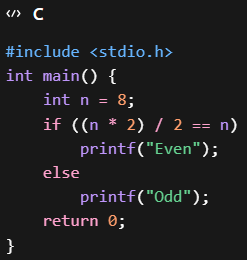 </> C
#include <stdio.h>
int main() {
    int n = 8;
    if ((n * 2) / 2 == n)
        printf("Even");
    else
        printf("Odd");
    return 0;
}